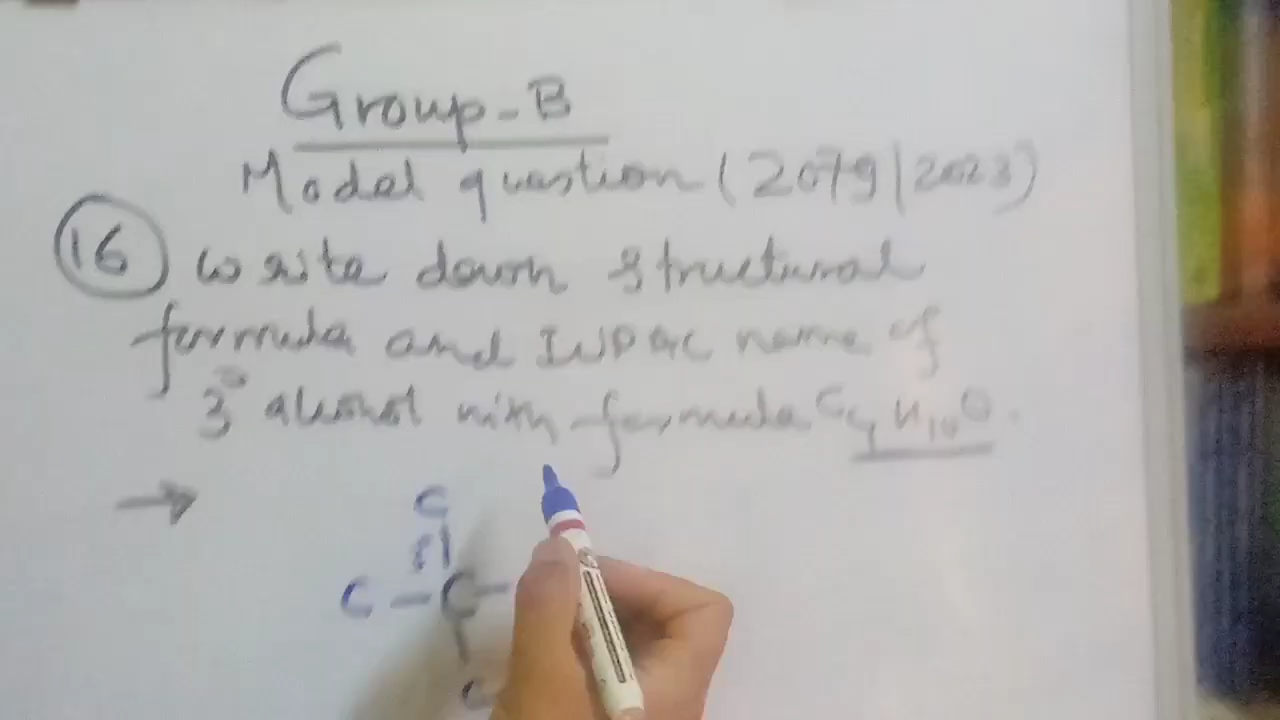 Group-B
Model question (2079/2023)
16 Write down structural
formula and IUPAC name of
3° alcohol with formula C4H10O.
→ C
C – C –
C